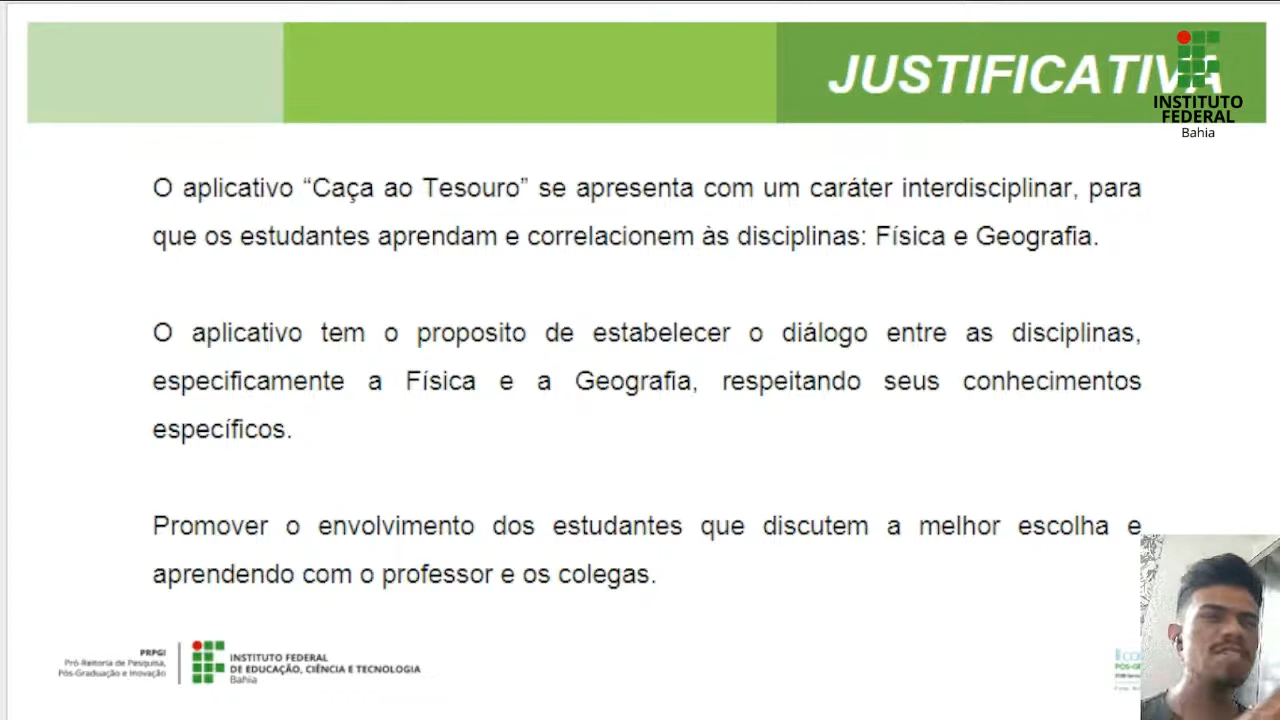 JUSTIFICATIVA
INSTITUTO
FEDERAL
Bahia
O aplicativo “Caça ao Tesouro” se apresenta com um caráter interdisciplinar, para
que os estudantes aprendam e correlacionem às disciplinas: Física e Geografia.
O aplicativo tem o proposito de estabelecer o diálogo entre as disciplinas,
especificamente a Física e a Geografia, respeitando seus conhecimentos
específicos.
Promover o envolvimento dos estudantes que discutem a melhor escolha e
aprendendo com o professor e os colegas.
PRPGI
Pró-Reitoria de Pesquisa,
Pós-Graduação e Inovação
INSTITUTO FEDERAL
DE EDUCAÇÃO, CIÊNCIA E TECNOLOGIA
Bahia